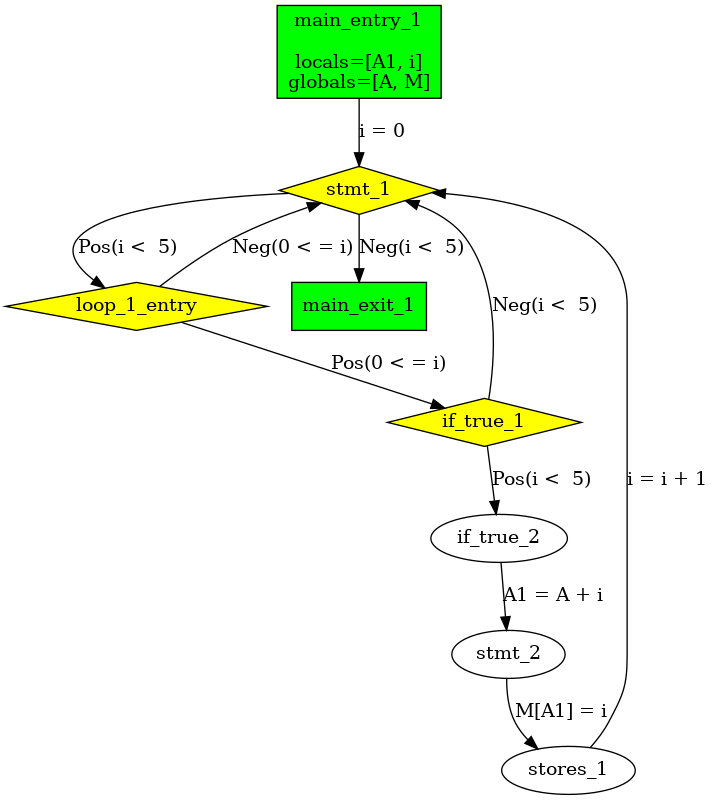 main_entry_1
locals=[A1, i]
globals=[A, M]
i = 0
stmt_1
Pos(i <  5)
Neg(0 < = i)
Neg(i <  5)
loop_1_entry
main_exit_1
Neg(i <  5)
Pos(0 < = i)
if_true_1
Pos(i <  5)
i = i + 1
if_true_2
A1 = A + i
stmt_2
M[A1] = i
stores_1